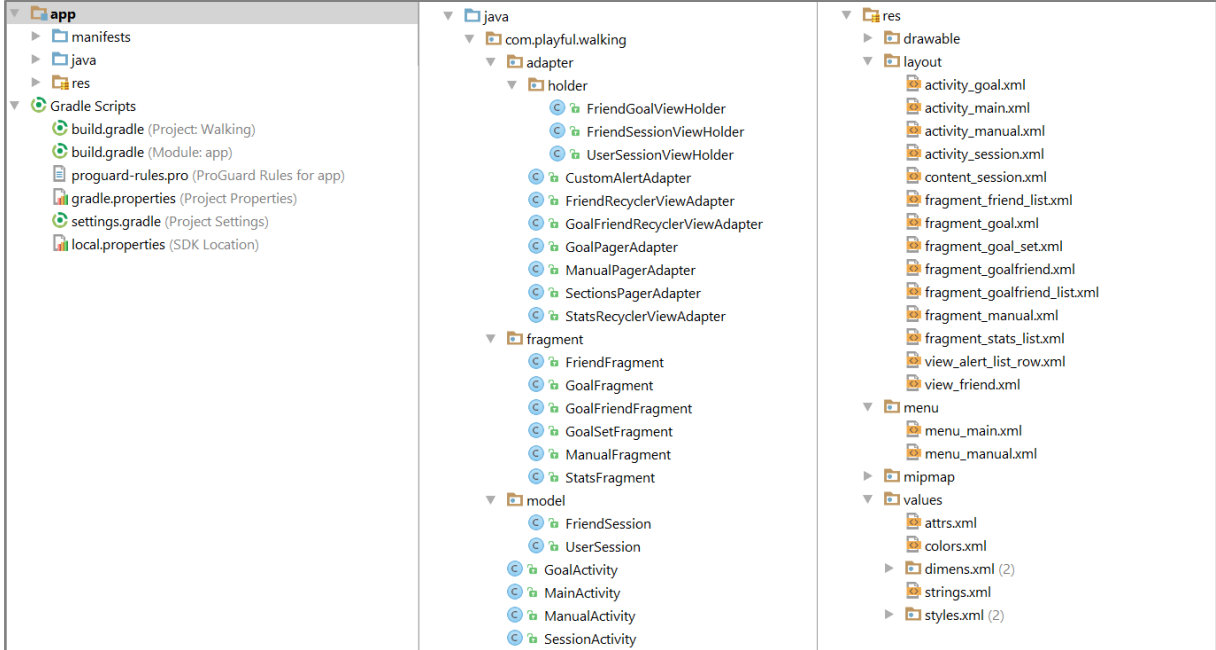 app
manifests
java
res
Gradle Scripts
build.gradle (Project: Walking)
build.gradle (Module: app)
proguard-rules.pro (ProGuard Rules for app)
gradle.properties (Project Properties)
settings.gradle (Project Settings)
local.properties (SDK Location)
java
com.playful.walking
adapter
holder
FriendGoalViewHolder
FriendSessionViewHolder
UserSessionViewHolder
CustomAlertAdapter
FriendRecyclerViewAdapter
GoalFriendRecyclerViewAdapter
GoalPagerAdapter
ManualPagerAdapter
SectionsPagerAdapter
StatsRecyclerViewAdapter
fragment
FriendFragment
GoalFragment
GoalFriendFragment
GoalSetFragment
ManualFragment
StatsFragment
model
FriendSession
UserSession
GoalActivity
MainActivity
ManualActivity
SessionActivity
res
drawable
layout
activity_goal.xml
activity_main.xml
activity_manual.xml
activity_session.xml
content_session.xml
fragment_friend_list.xml
fragment_goal.xml
fragment_goal_set.xml
fragment_goalfriend.xml
fragment_goalfriend_list.xml
fragment_manual.xml
fragment_stats_list.xml
view_alert_list_row.xml
view_friend.xml
menu
menu_main.xml
menu_manual.xml
mipmap
values
attrs.xml
colors.xml
dimens.xml (2)
strings.xml
styles.xml (2)